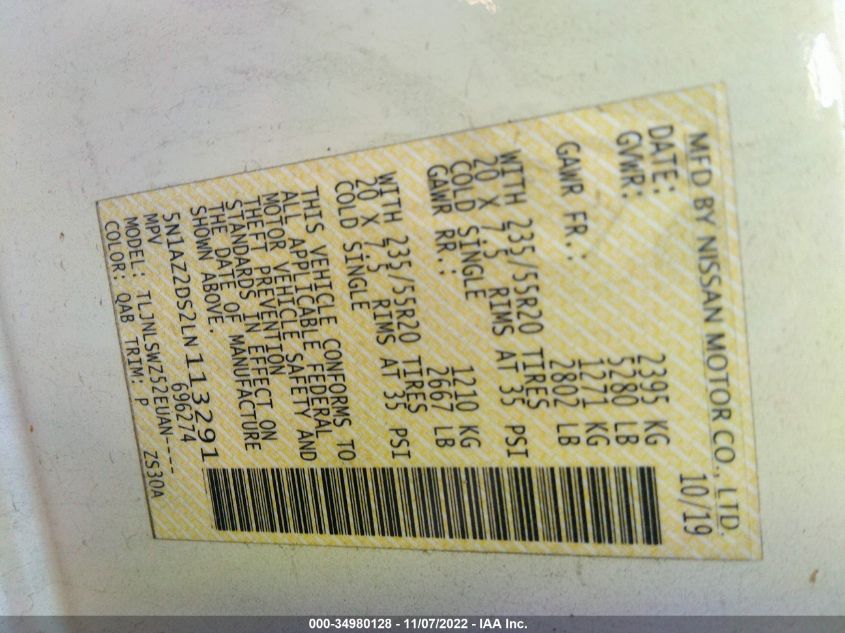 MFD BY NISSAN MOTOR CO., LTD.
DATE: 10/19
GVWR: 2395 KG
5280 LB
GAWR FR.: 1271 KG
2802 LB
WITH 235/55R20 TIRES
20 X 7.5 RIMS AT 35 PSI
COLD SINGLE
GAWR RR.: 1210 KG
2667 LB
WITH 235/55R20 TIRES
20 X 7.5 RIMS AT 35 PSI
COLD SINGLE
THIS VEHICLE CONFORMS TO
ALL APPLICABLE FEDERAL
MOTOR VEHICLE SAFETY AND
THEFT PREVENTION
STANDARDS IN EFFECT ON
THE DATE OF MANUFACTURE
SHOWN ABOVE
5N1AZ2DS2LN113291
MPV 696274
MODEL: TLJNLSWZ52EUAN----
COLOR: QAB TRIM: P ZS30A
000-34980128 - 11/07/2022 - IAA Inc.